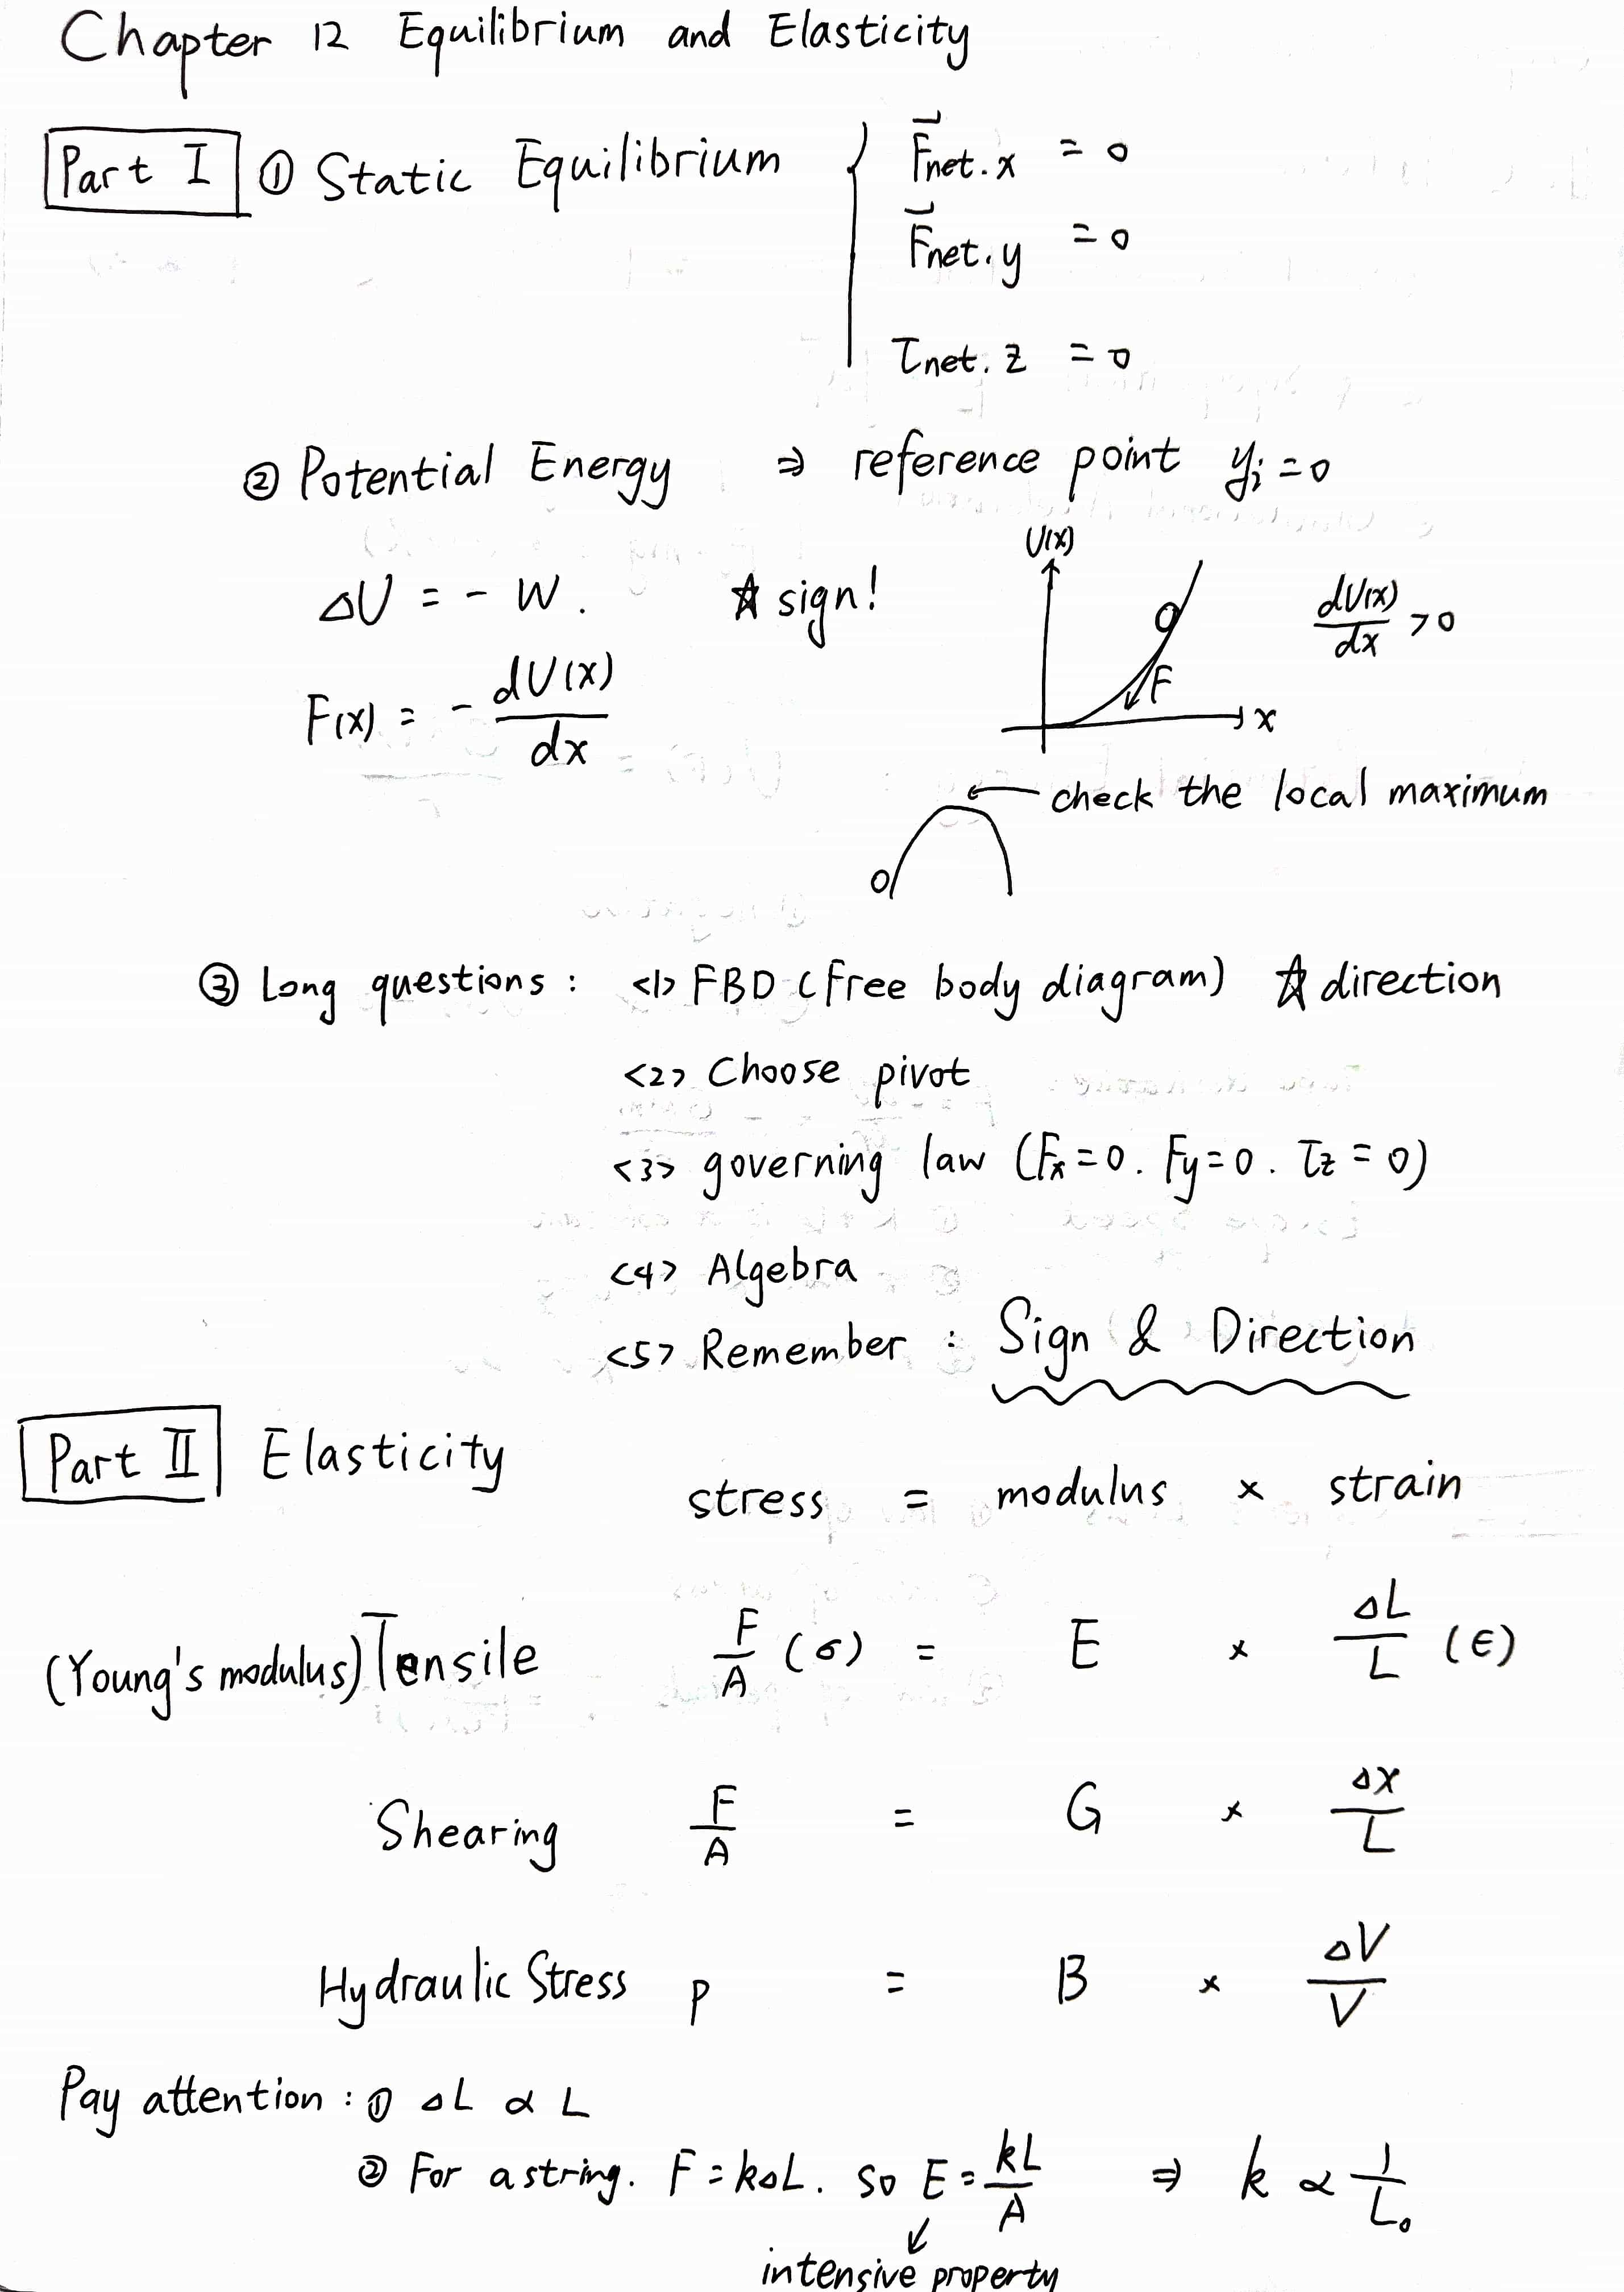 Chapter 12 Equilibrium and Elasticity
Part I ① Static Equilibrium { F⃗net.x = 0
F⃗net.y = 0
τnet.z = 0
② Potential Energy ⇒ reference point yi = 0
ΔU = - W. ☆ sign!
F(x) = - dU(x)/dx
U(x)
F
x
dU(x)/dx > 0
check the local maximum
③ Long questions : <1> FBD (free body diagram) ☆ direction
<2> Choose pivot
<3> governing law (Fx = 0. Fy = 0. τz = 0)
<4> Algebra
<5> Remember : Sign & Direction
Part II Elasticity
stress = modulus × strain
(Young's modulus) Tensile F/A (σ) = E × ΔL/L (ϵ)
Shearing F/A = G × Δx/L
Hydraulic Stress p = B × ΔV/V
Pay attention : ① ΔL ∝ L
② For a string. F = kΔL. so E = kL/A ⇒ k ∝ 1/L₀
intensive property